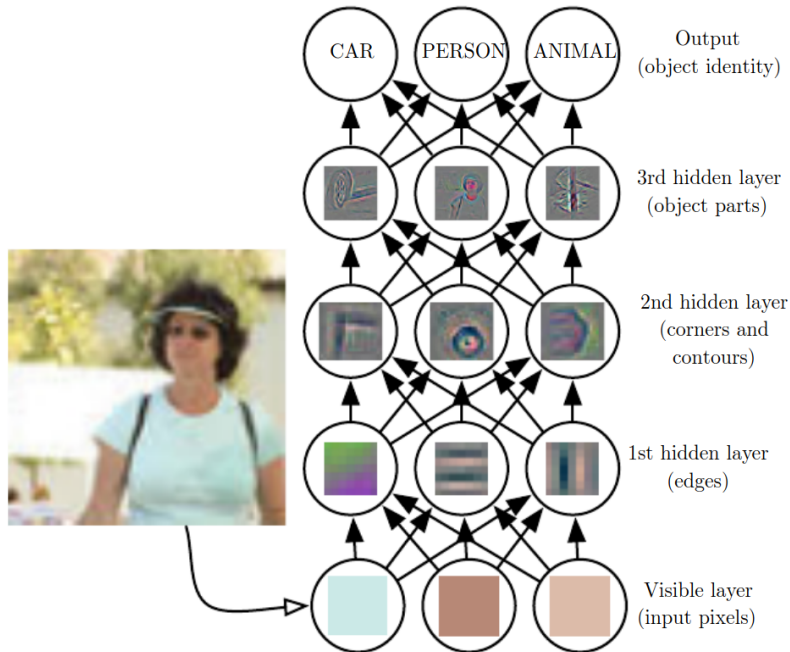 CAR
PERSON
ANIMAL
Output
(object identity)
3rd hidden layer
(object parts)
2nd hidden layer
(corners and
contours)
1st hidden layer
(edges)
Visible layer
(input pixels)